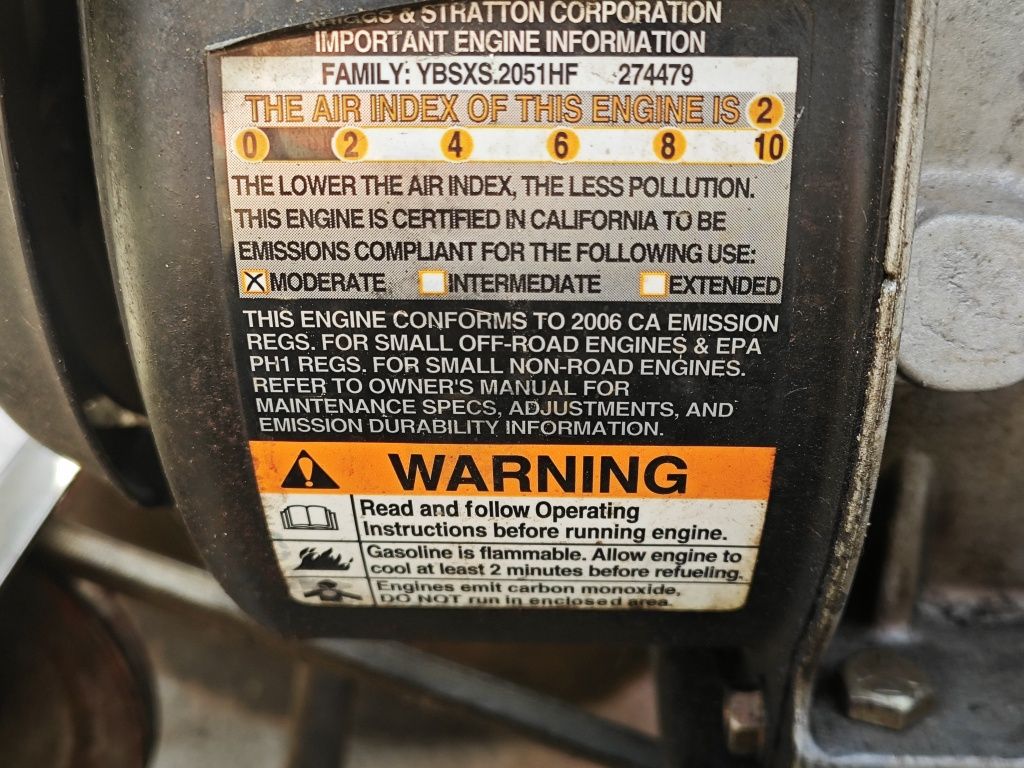 BRIGGS & STRATTON CORPORATION
IMPORTANT ENGINE INFORMATION
FAMILY: YBSXS.2051HF 274479
THE AIR INDEX OF THIS ENGINE IS 2
0 2 4 6 8 10
THE LOWER THE AIR INDEX, THE LESS POLLUTION.
THIS ENGINE IS CERTIFIED IN CALIFORNIA TO BE
EMISSIONS COMPLIANT FOR THE FOLLOWING USE:
MODERATE INTERMEDIATE EXTENDED
THIS ENGINE CONFORMS TO 2006 CA EMISSION
REGS. FOR SMALL OFF-ROAD ENGINES & EPA
PH1 REGS. FOR SMALL NON-ROAD ENGINES.
REFER TO OWNER'S MANUAL FOR
MAINTENANCE SPECS, ADJUSTMENTS, AND
EMISSION DURABILITY INFORMATION.
WARNING
Read and follow Operating
Instructions before running engine.
Gasoline is flammable. Allow engine to
cool at least 2 minutes before refueling.
Engines emit carbon monoxide,
DO NOT run in enclosed area.